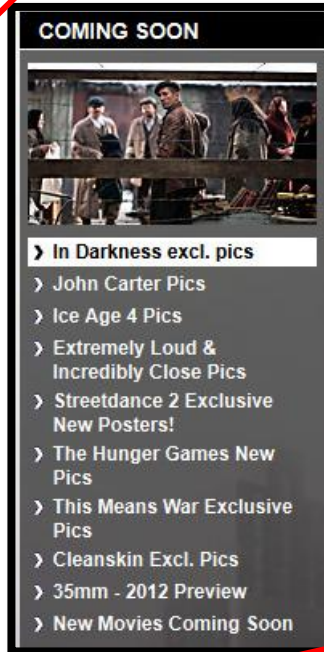 COMING SOON
In Darkness excl. pics
John Carter Pics
Ice Age 4 Pics
Extremely Loud &
Incredibly Close Pics
Streetdance 2 Exclusive
New Posters!
The Hunger Games New
Pics
This Means War Exclusive
Pics
Cleanskin Excl. Pics
35mm - 2012 Preview
New Movies Coming Soon